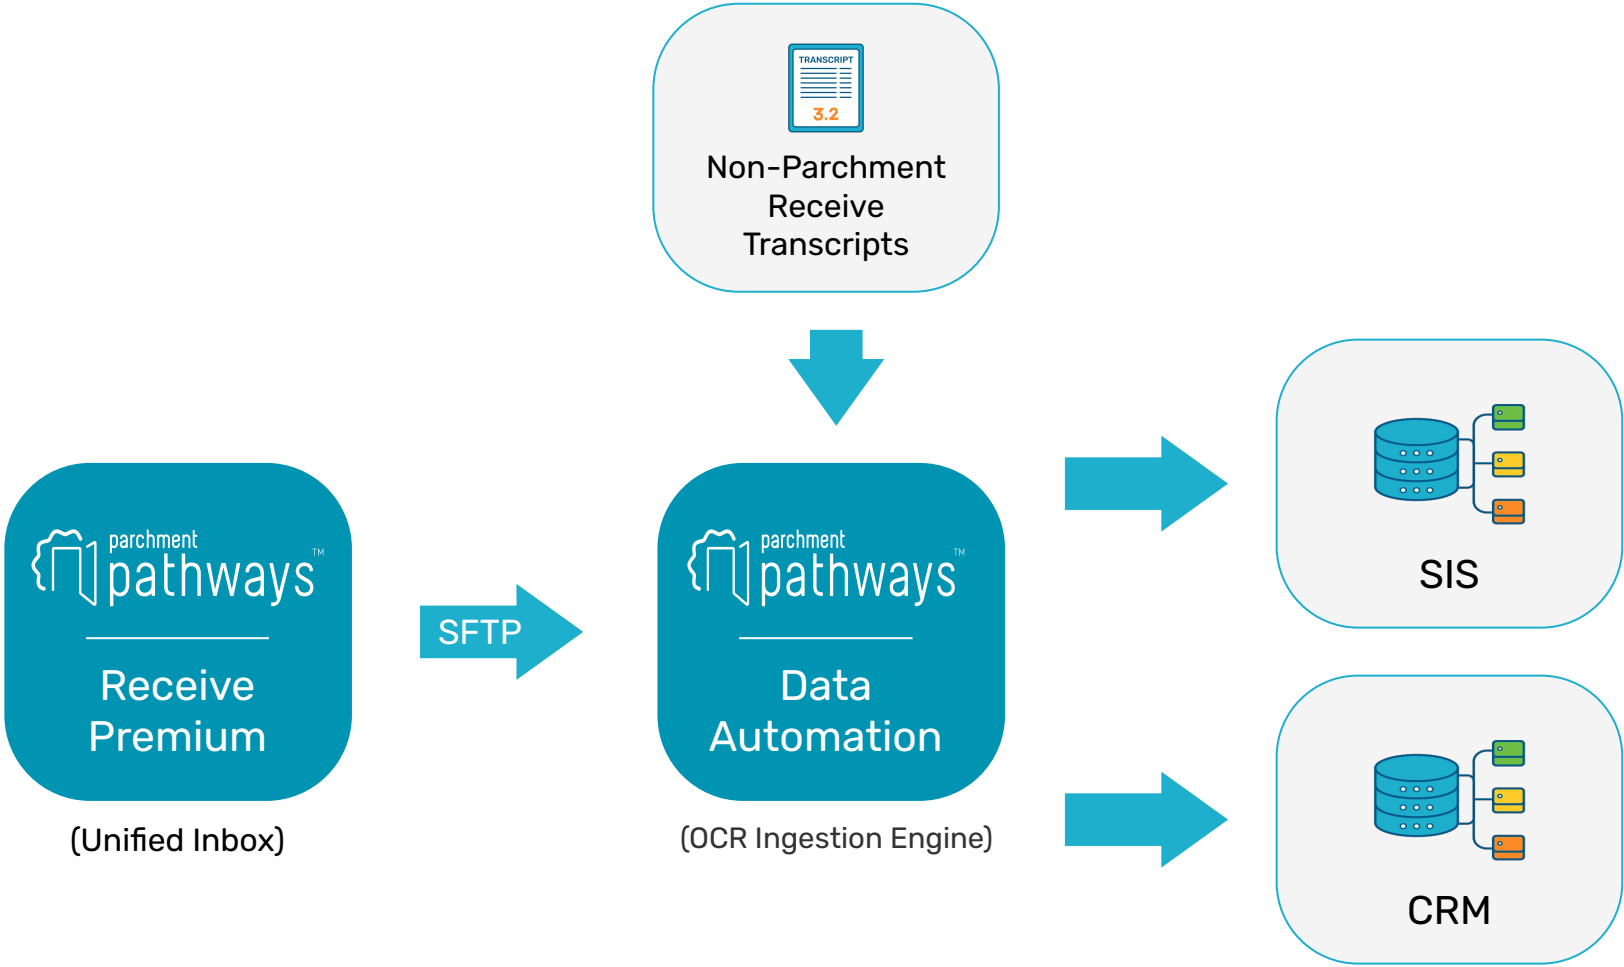 TRANSCRIPT
3.2
Non-Parchment
Receive
Transcripts
parchment
pathways™
Receive
Premium
(Unified Inbox)
SFTP
parchment
pathways™
Data
Automation
(OCR Ingestion Engine)
SIS
CRM